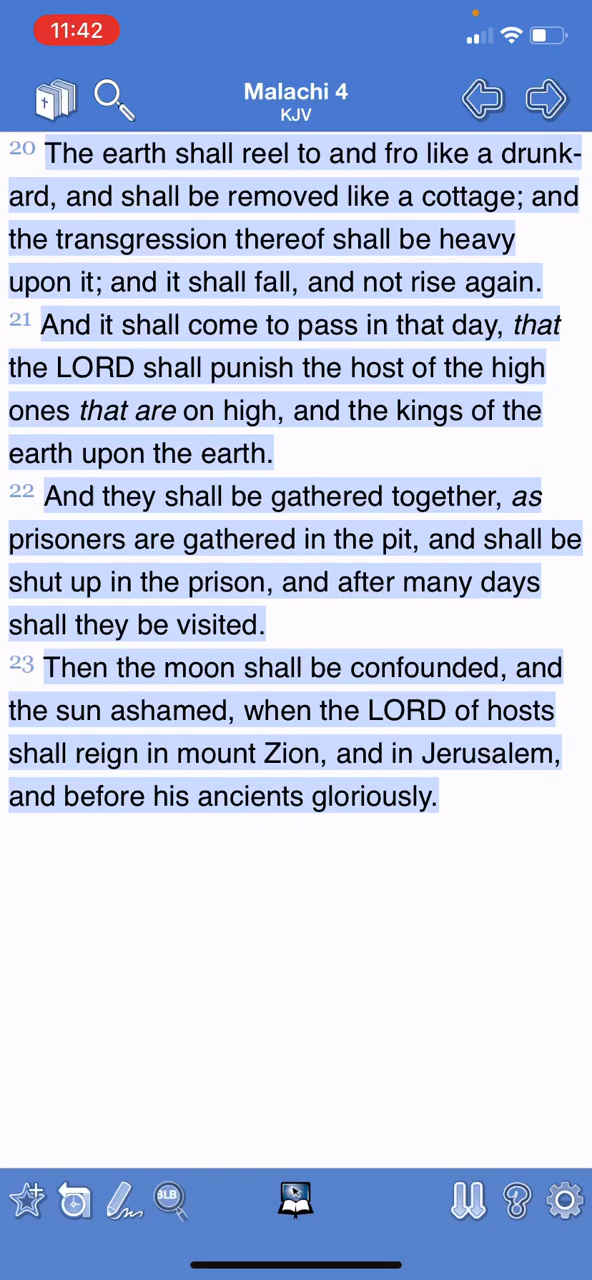 11:42
Malachi 4
KJV
20 The earth shall reel to and fro like a drunk-
ard, and shall be removed like a cottage; and
the transgression thereof shall be heavy
upon it; and it shall fall, and not rise again.
21 And it shall come to pass in that day, that
the LORD shall punish the host of the high
ones that are on high, and the kings of the
earth upon the earth.
22 And they shall be gathered together, as
prisoners are gathered in the pit, and shall be
shut up in the prison, and after many days
shall they be visited.
23 Then the moon shall be confounded, and
the sun ashamed, when the LORD of hosts
shall reign in mount Zion, and in Jerusalem,
and before his ancients gloriously.
BLB